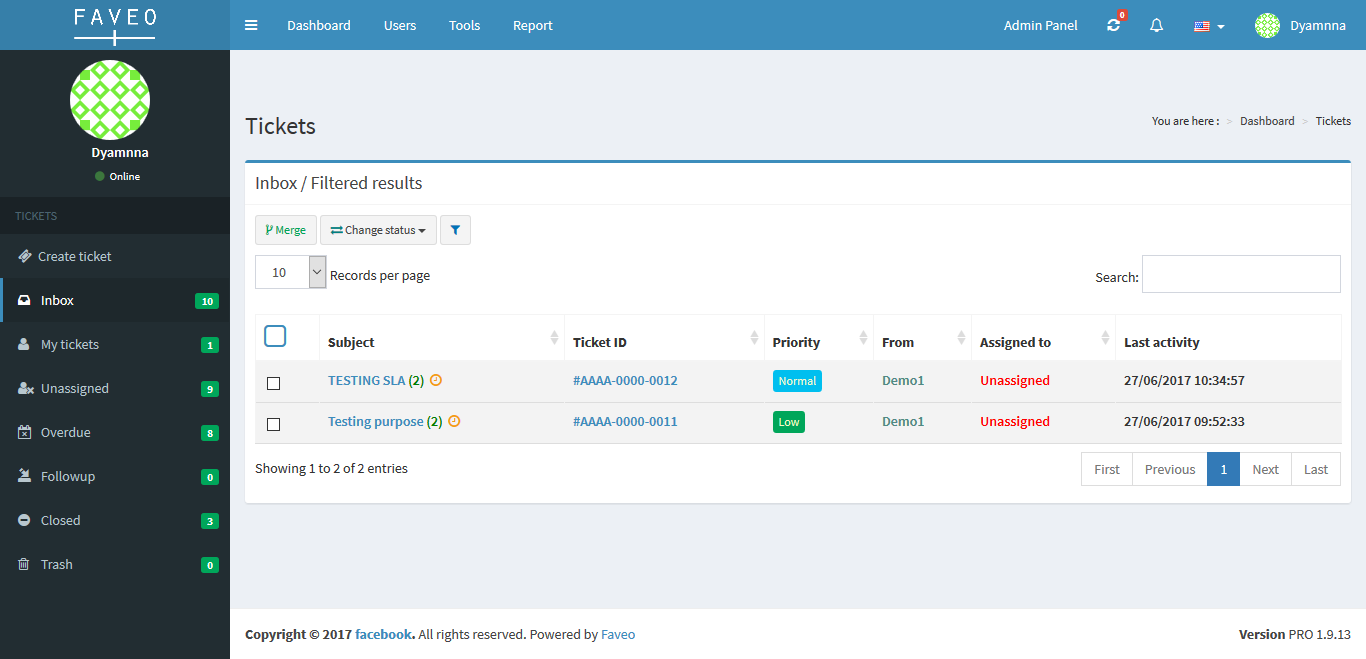 FAVEO
Dashboard Users Tools Report Admin Panel 0 Dyamnna
Dyamnna
Online
TICKETS
Create ticket
Inbox 10
My tickets 1
Unassigned 9
Overdue 8
Followup 0
Closed 3
Trash 0
Tickets
You are here : > Dashboard > Tickets
Inbox / Filtered results
Merge Change status
10 Records per page Search:
Subject Ticket ID Priority From Assigned to Last activity
TESTING SLA (2) #AAAA-0000-0012 Normal Demo1 Unassigned 27/06/2017 10:34:57
Testing purpose (2) #AAAA-0000-0011 Low Demo1 Unassigned 27/06/2017 09:52:33
Showing 1 to 2 of 2 entries First Previous 1 Next Last
Copyright © 2017 facebook. All rights reserved. Powered by Faveo Version PRO 1.9.13